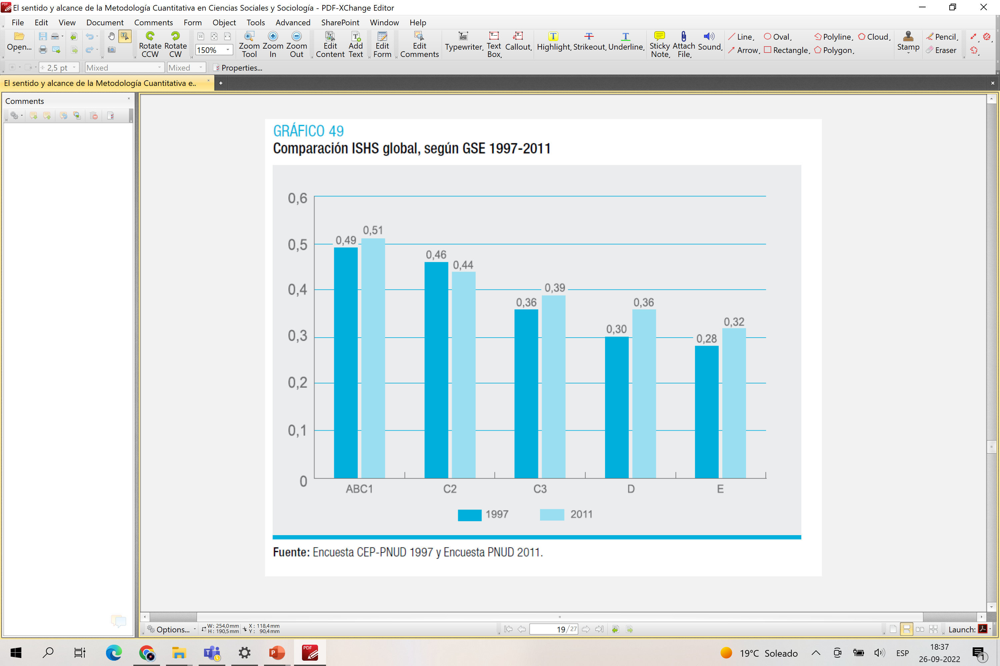 El sentido y alcance de la Metodología Cuantitativa en Ciencias Sociales y Sociología - PDF-XChange Editor
File Edit View Document Comments Form Object Tools Advanced SharePoint Window Help
Open...
150%
Rotate CCW
Rotate CW
Zoom Tool
Zoom In
Zoom Out
Edit Content
Add Text
Edit Form
Edit Comments
Typewriter
Text Box
Callout
Highlight
Strikeout
Underline
Sticky Note
Attach File
Sound
Line
Arrow
Oval
Rectangle
Polyline
Polygon
Cloud
Stamp
Pencil
Eraser
2,5 pt
Mixed
Mixed
Properties...
El sentido y alcance de la Metodología Cuantitativa e..
Comments
GRÁFICO 49
Comparación ISHS global, según GSE 1997-2011
0,6
0,5
0,4
0,3
0,2
0,1
0
0,49 0,51
0,46 0,44
0,36 0,39
0,30 0,36
0,28 0,32
ABC1 C2 C3 D E
1997 2011
Fuente: Encuesta CEP-PNUD 1997 y Encuesta PNUD 2011.
Options...
W: 254,0 mm
H: 190,5 mm
X: 118,4 mm
Y: 90,4 mm
19/27
Launch:
19°C Soleado
ESP
18:37
26-09-2022
1